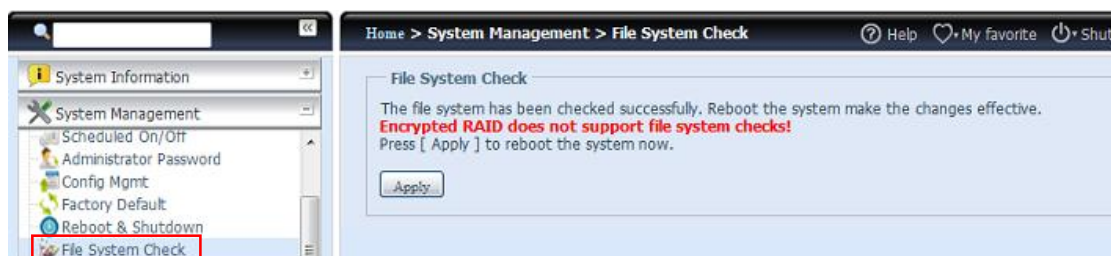 Home > System Management > File System Check
Help
My favorite
Shut
System Information
System Management
Scheduled On/Off
Administrator Password
Config Mgmt
Factory Default
Reboot & Shutdown
File System Check
File System Check
The file system has been checked successfully. Reboot the system make the changes effective.
Encrypted RAID does not support file system checks!
Press [ Apply ] to reboot the system now.
Apply